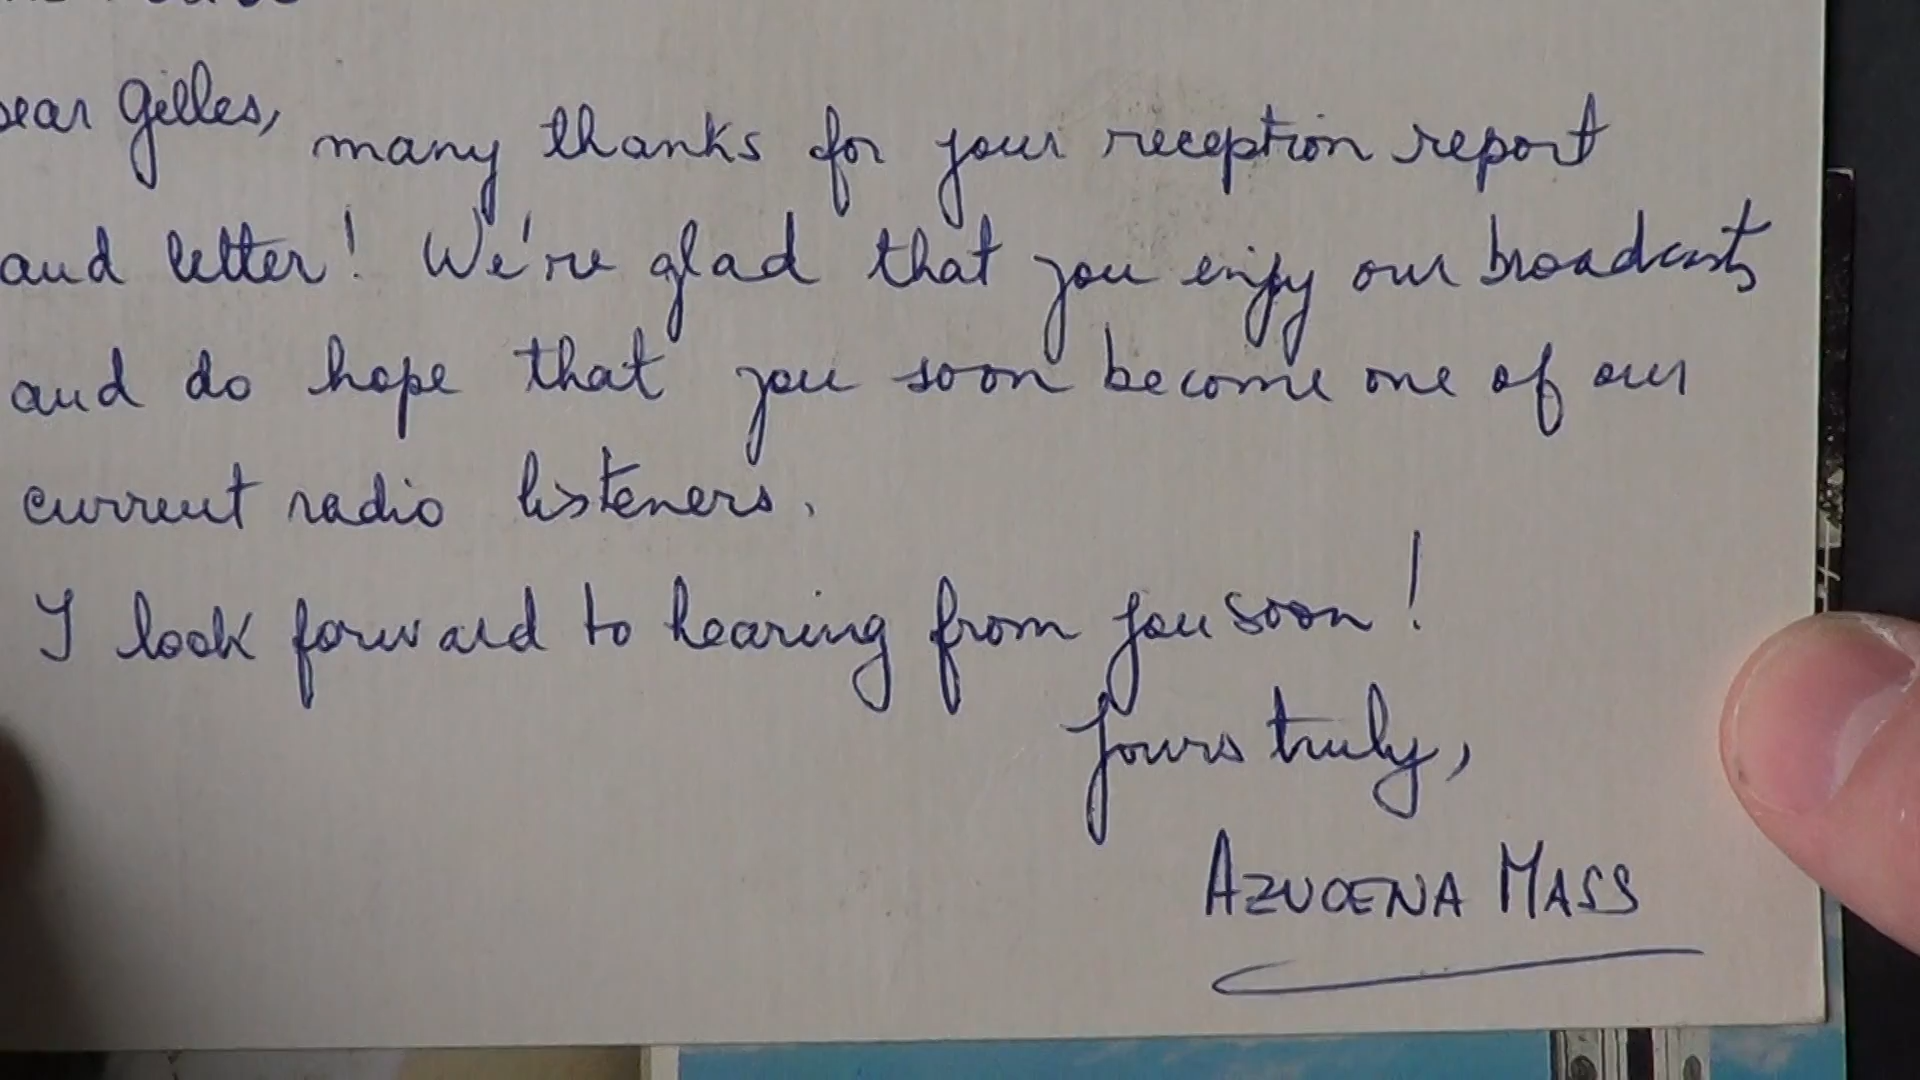 ear Gilles, many thanks for your reception report
and letter! We're glad that you enjoy our broadcasts
and do hope that you soon become one of our
current radio listeners.
I look forward to hearing from you soon!
Yours truly,
AZUCENA MASS